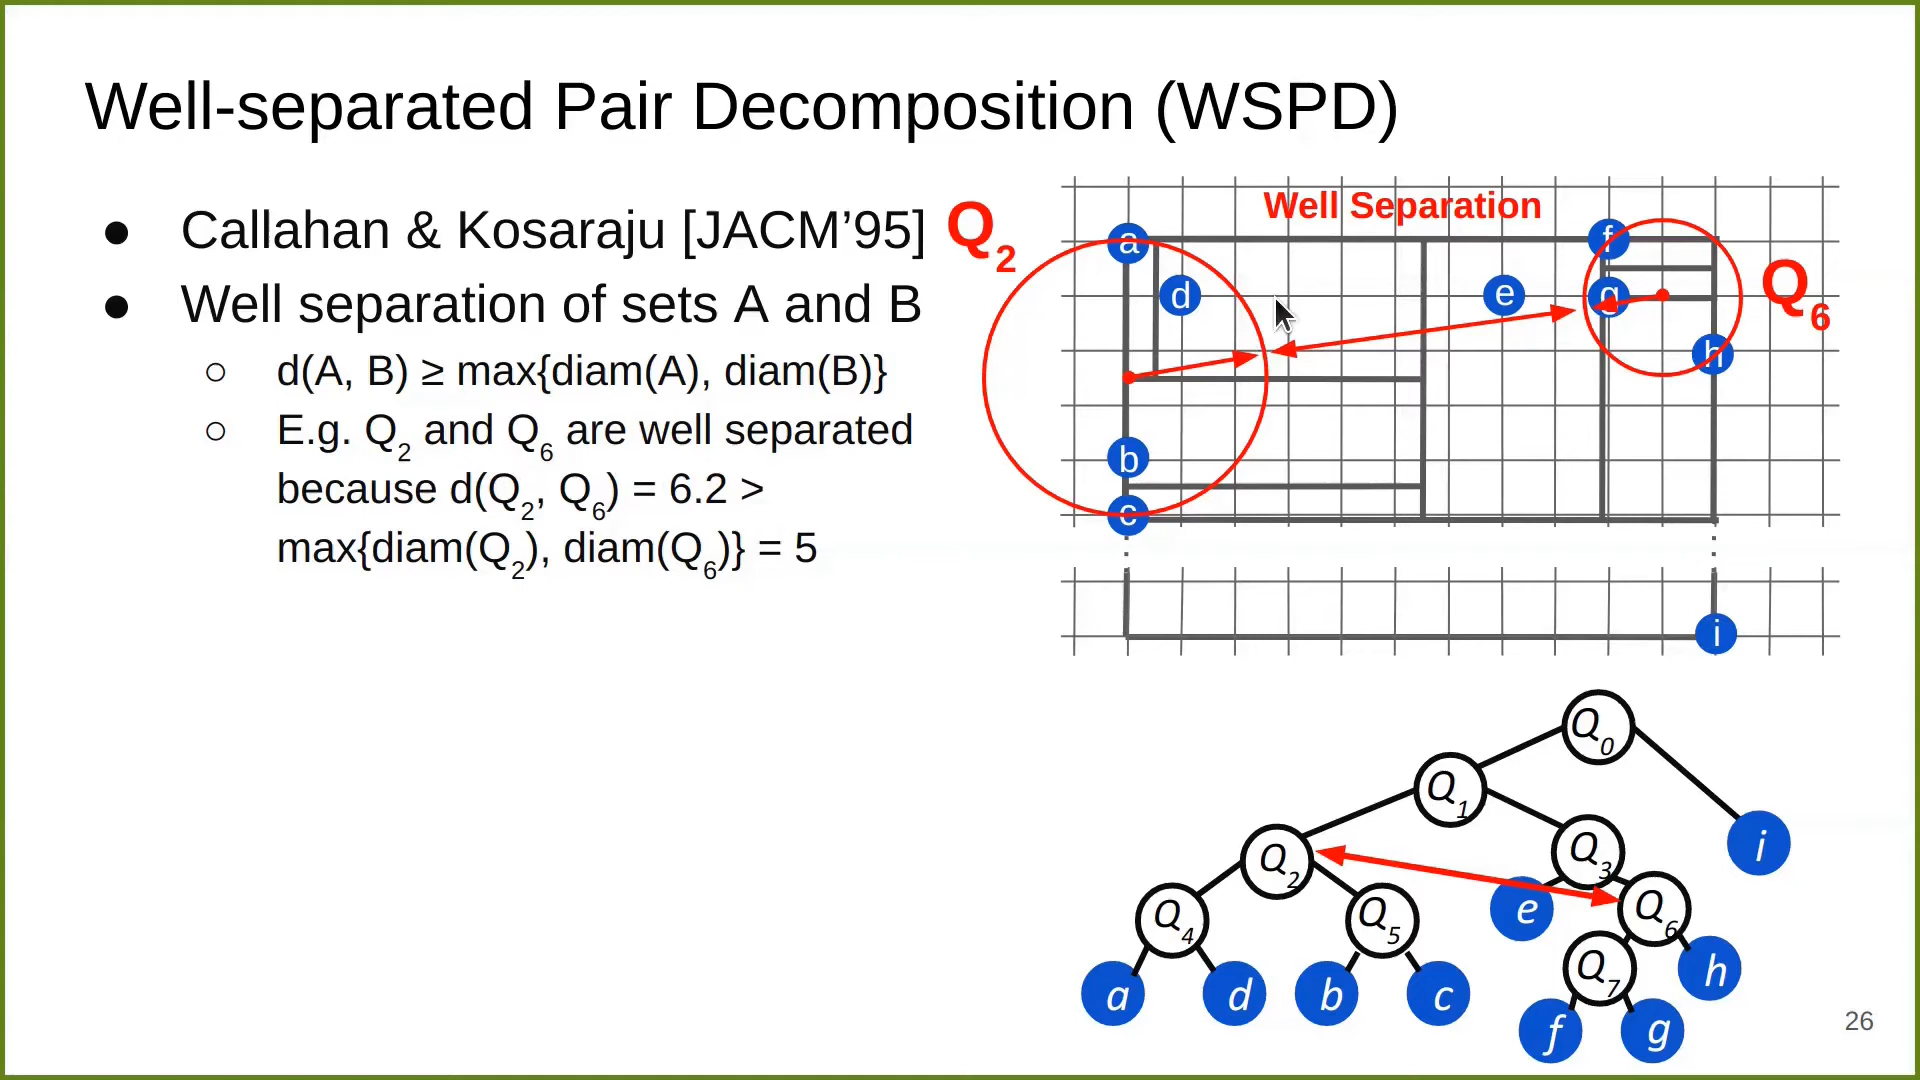 Well-separated Pair Decomposition (WSPD)
● Callahan & Kosaraju [JACM’95]
● Well separation of sets A and B
○ d(A, B) ≥ max{diam(A), diam(B)}
○ E.g. Q2 and Q6 are well separated
because d(Q2, Q6) = 6.2 >
max{diam(Q2), diam(Q6)} = 5
Well Separation
Q2
Q6
a
f
d
e
g
h
b
c
i
Q0
Q1
Q2
Q3
i
Q4
Q5
e
Q6
a
d
b
c
Q7
h
f
g
26